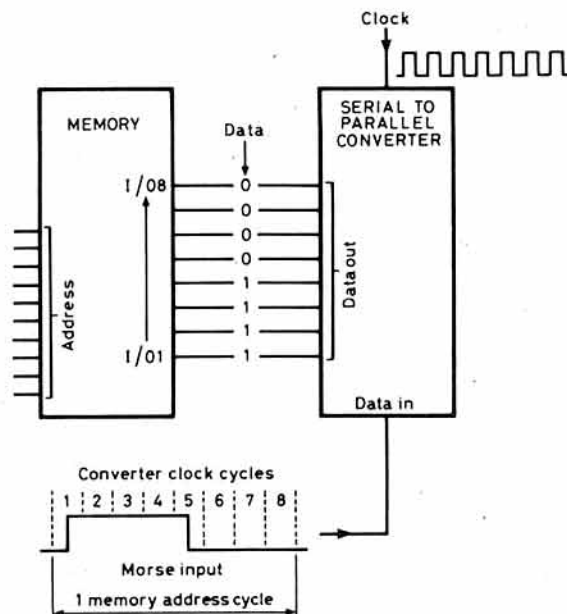 Clock
MEMORY
SERIAL TO
PARALLEL
CONVERTER
Data
I/08
0
0
0
0
1
1
1
I/01
1
Address
Data out
Data in
Converter clock cycles
1 2 3 4 5 6 7 8
Morse input
1 memory address cycle